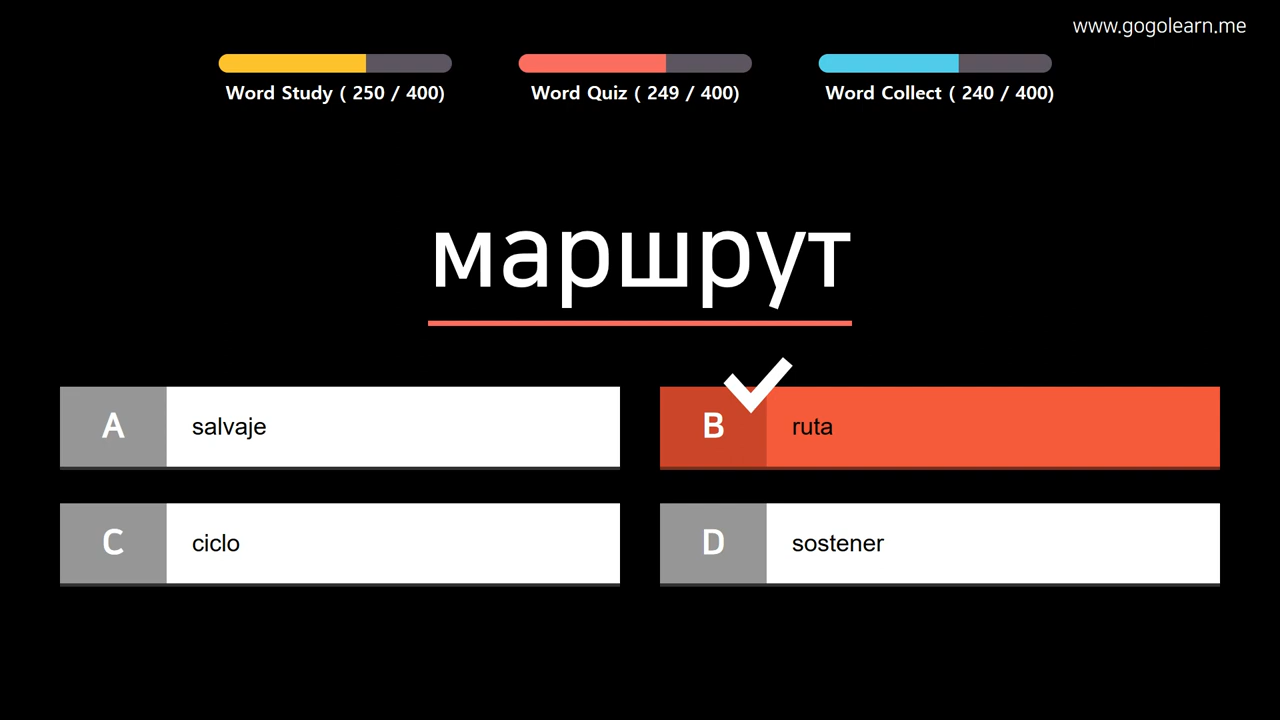 www.gogolearn.me
Word Study ( 250 / 400)
Word Quiz ( 249 / 400)
Word Collect ( 240 / 400)
маршрут
A salvaje
B ruta
C ciclo
D sostener